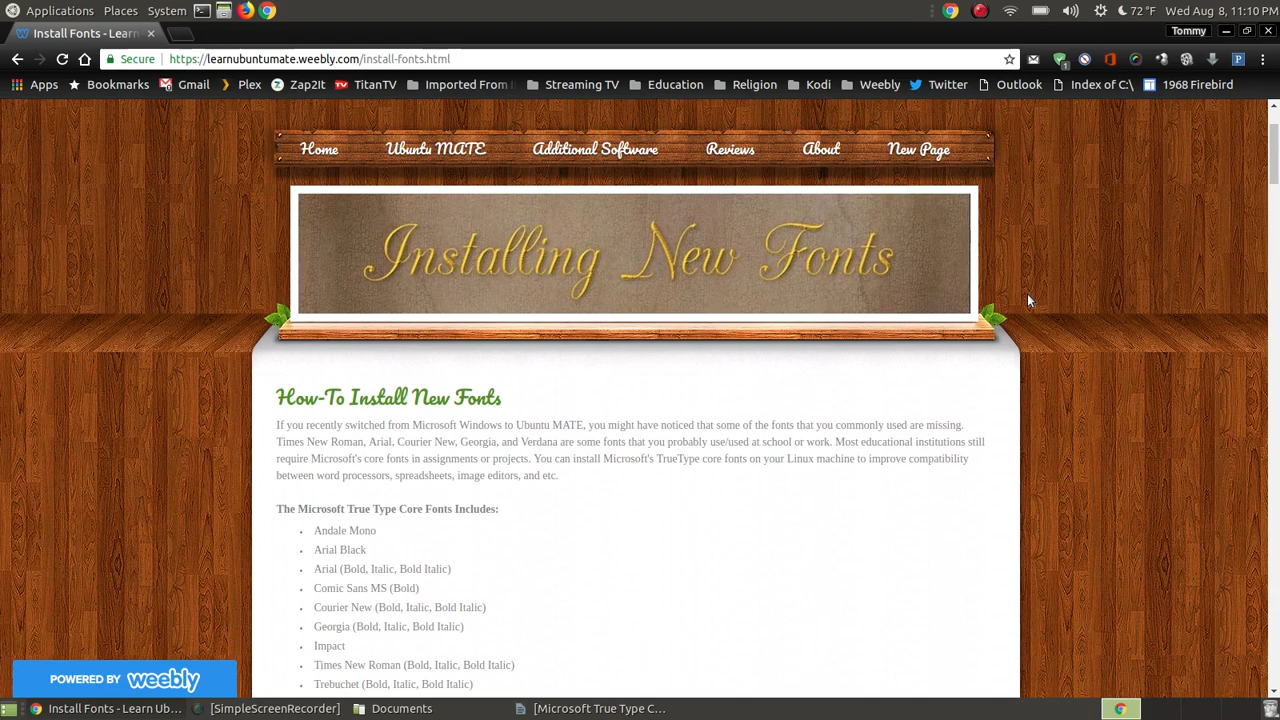 Applications Places System 72 °F Wed Aug 8, 11:10 PM
Install Fonts - Learn
Tommy
Secure https://learnubuntumate.weebly.com/install-fonts.html
Apps Bookmarks Gmail Plex Zap2It TitanTV Imported From Streaming TV Education Religion Kodi Weebly Twitter Outlook Index of C:\ 1968 Firebird
Home Ubuntu MATE Additional Software Reviews About New Page
Installing New Fonts
How-To Install New Fonts
If you recently switched from Microsoft Windows to Ubuntu MATE, you might have noticed that some of the fonts that you commonly used are missing.
Times New Roman, Arial, Courier New, Georgia, and Verdana are some fonts that you probably use/used at school or work. Most educational institutions still
require Microsoft's core fonts in assignments or projects. You can install Microsoft's TrueType core fonts on your Linux machine to improve compatibility
between word processors, spreadsheets, image editors, and etc.
The Microsoft True Type Core Fonts Includes:
• Andale Mono
• Arial Black
• Arial (Bold, Italic, Bold Italic)
• Comic Sans MS (Bold)
• Courier New (Bold, Italic, Bold Italic)
• Georgia (Bold, Italic, Bold Italic)
• Impact
• Times New Roman (Bold, Italic, Bold Italic)
• Trebuchet (Bold, Italic, Bold Italic)
POWERED BY weebly
Install Fonts - Learn Ub... [SimpleScreenRecorder] Documents [Microsoft True Type C...